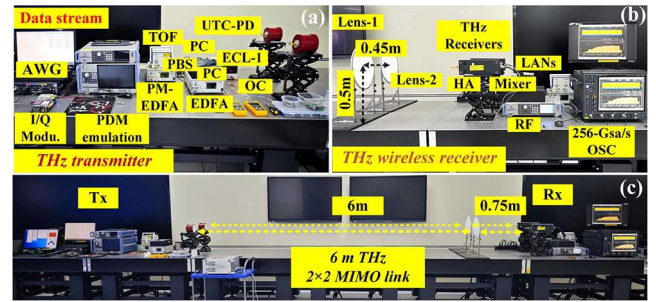 Data stream
(a)
UTC-PD
TOF
PC
AWG
PBS
ECL-1
PC
PM-
EDFA
EDFA
OC
I/Q
Modu.
PDM
emulation
THz transmitter
(b)
Lens-1
0.45m
THz
Receivers
LANs
Lens-2
HA
Mixer
0.5m
RF
256-Gsa/s
OSC
THz wireless receiver
(c)
Tx
6m
0.75m
Rx
6 m THz
2×2 MIMO link